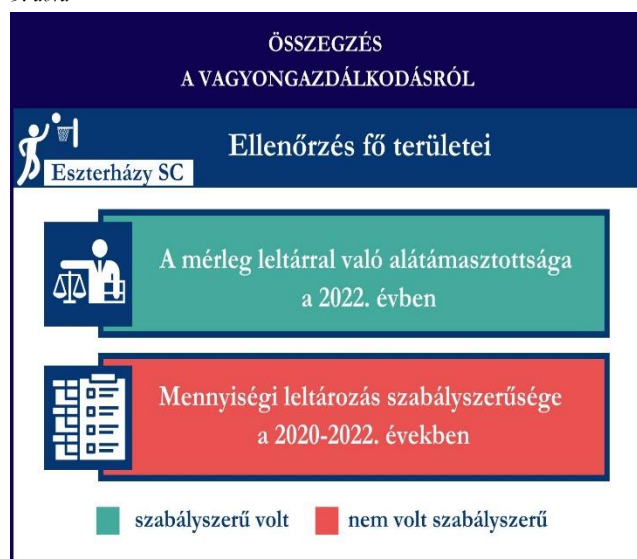 ÖSSZEGZÉS
A VAGYONGAZDÁLKODÁSRÓL
Eszterházy SC
Ellenőrzés fő területei
A mérleg leltárral való alátámasztottsága
a 2022. évben
Mennyiségi leltározás szabályszerűsége
a 2020-2022. években
szabályszerű volt
nem volt szabályszerű